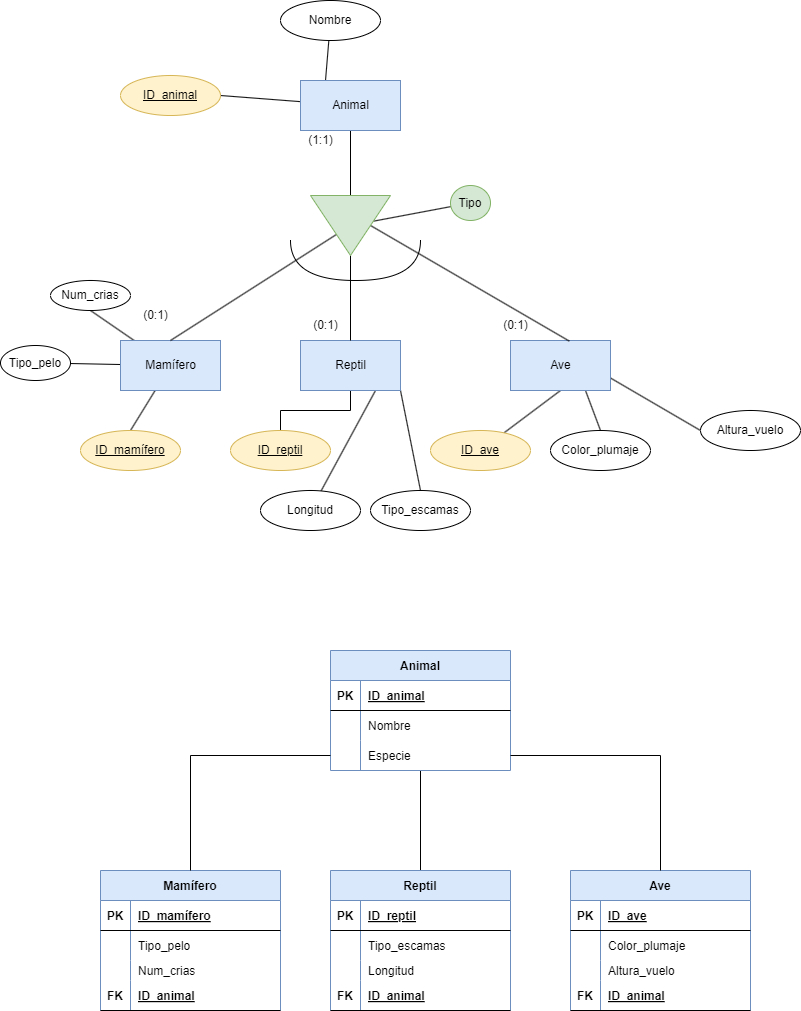 Nombre
ID_animal
Animal
(1:1)
Tipo
Num_crias
(0:1)
(0:1)
(0:1)
Tipo_pelo
Mamífero
Reptil
Ave
ID_mamífero
ID_reptil
ID_ave
Color_plumaje
Altura_vuelo
Longitud
Tipo_escamas
Animal
PK ID_animal
Nombre
Especie
Mamífero
PK ID_mamífero
Tipo_pelo
Num_crias
FK ID_animal
Reptil
PK ID_reptil
Tipo_escamas
Longitud
FK ID_animal
Ave
PK ID_ave
Color_plumaje
Altura_vuelo
FK ID_animal